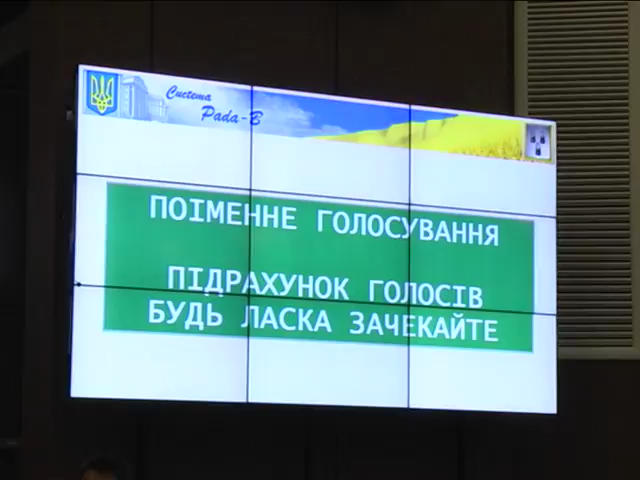 Система
Рада-В
ПОІМЕННЕ ГОЛОСУВАННЯ
ПІДРАХУНОК ГОЛОСІВ
БУДЬ ЛАСКА ЗАЧЕКАЙТЕ